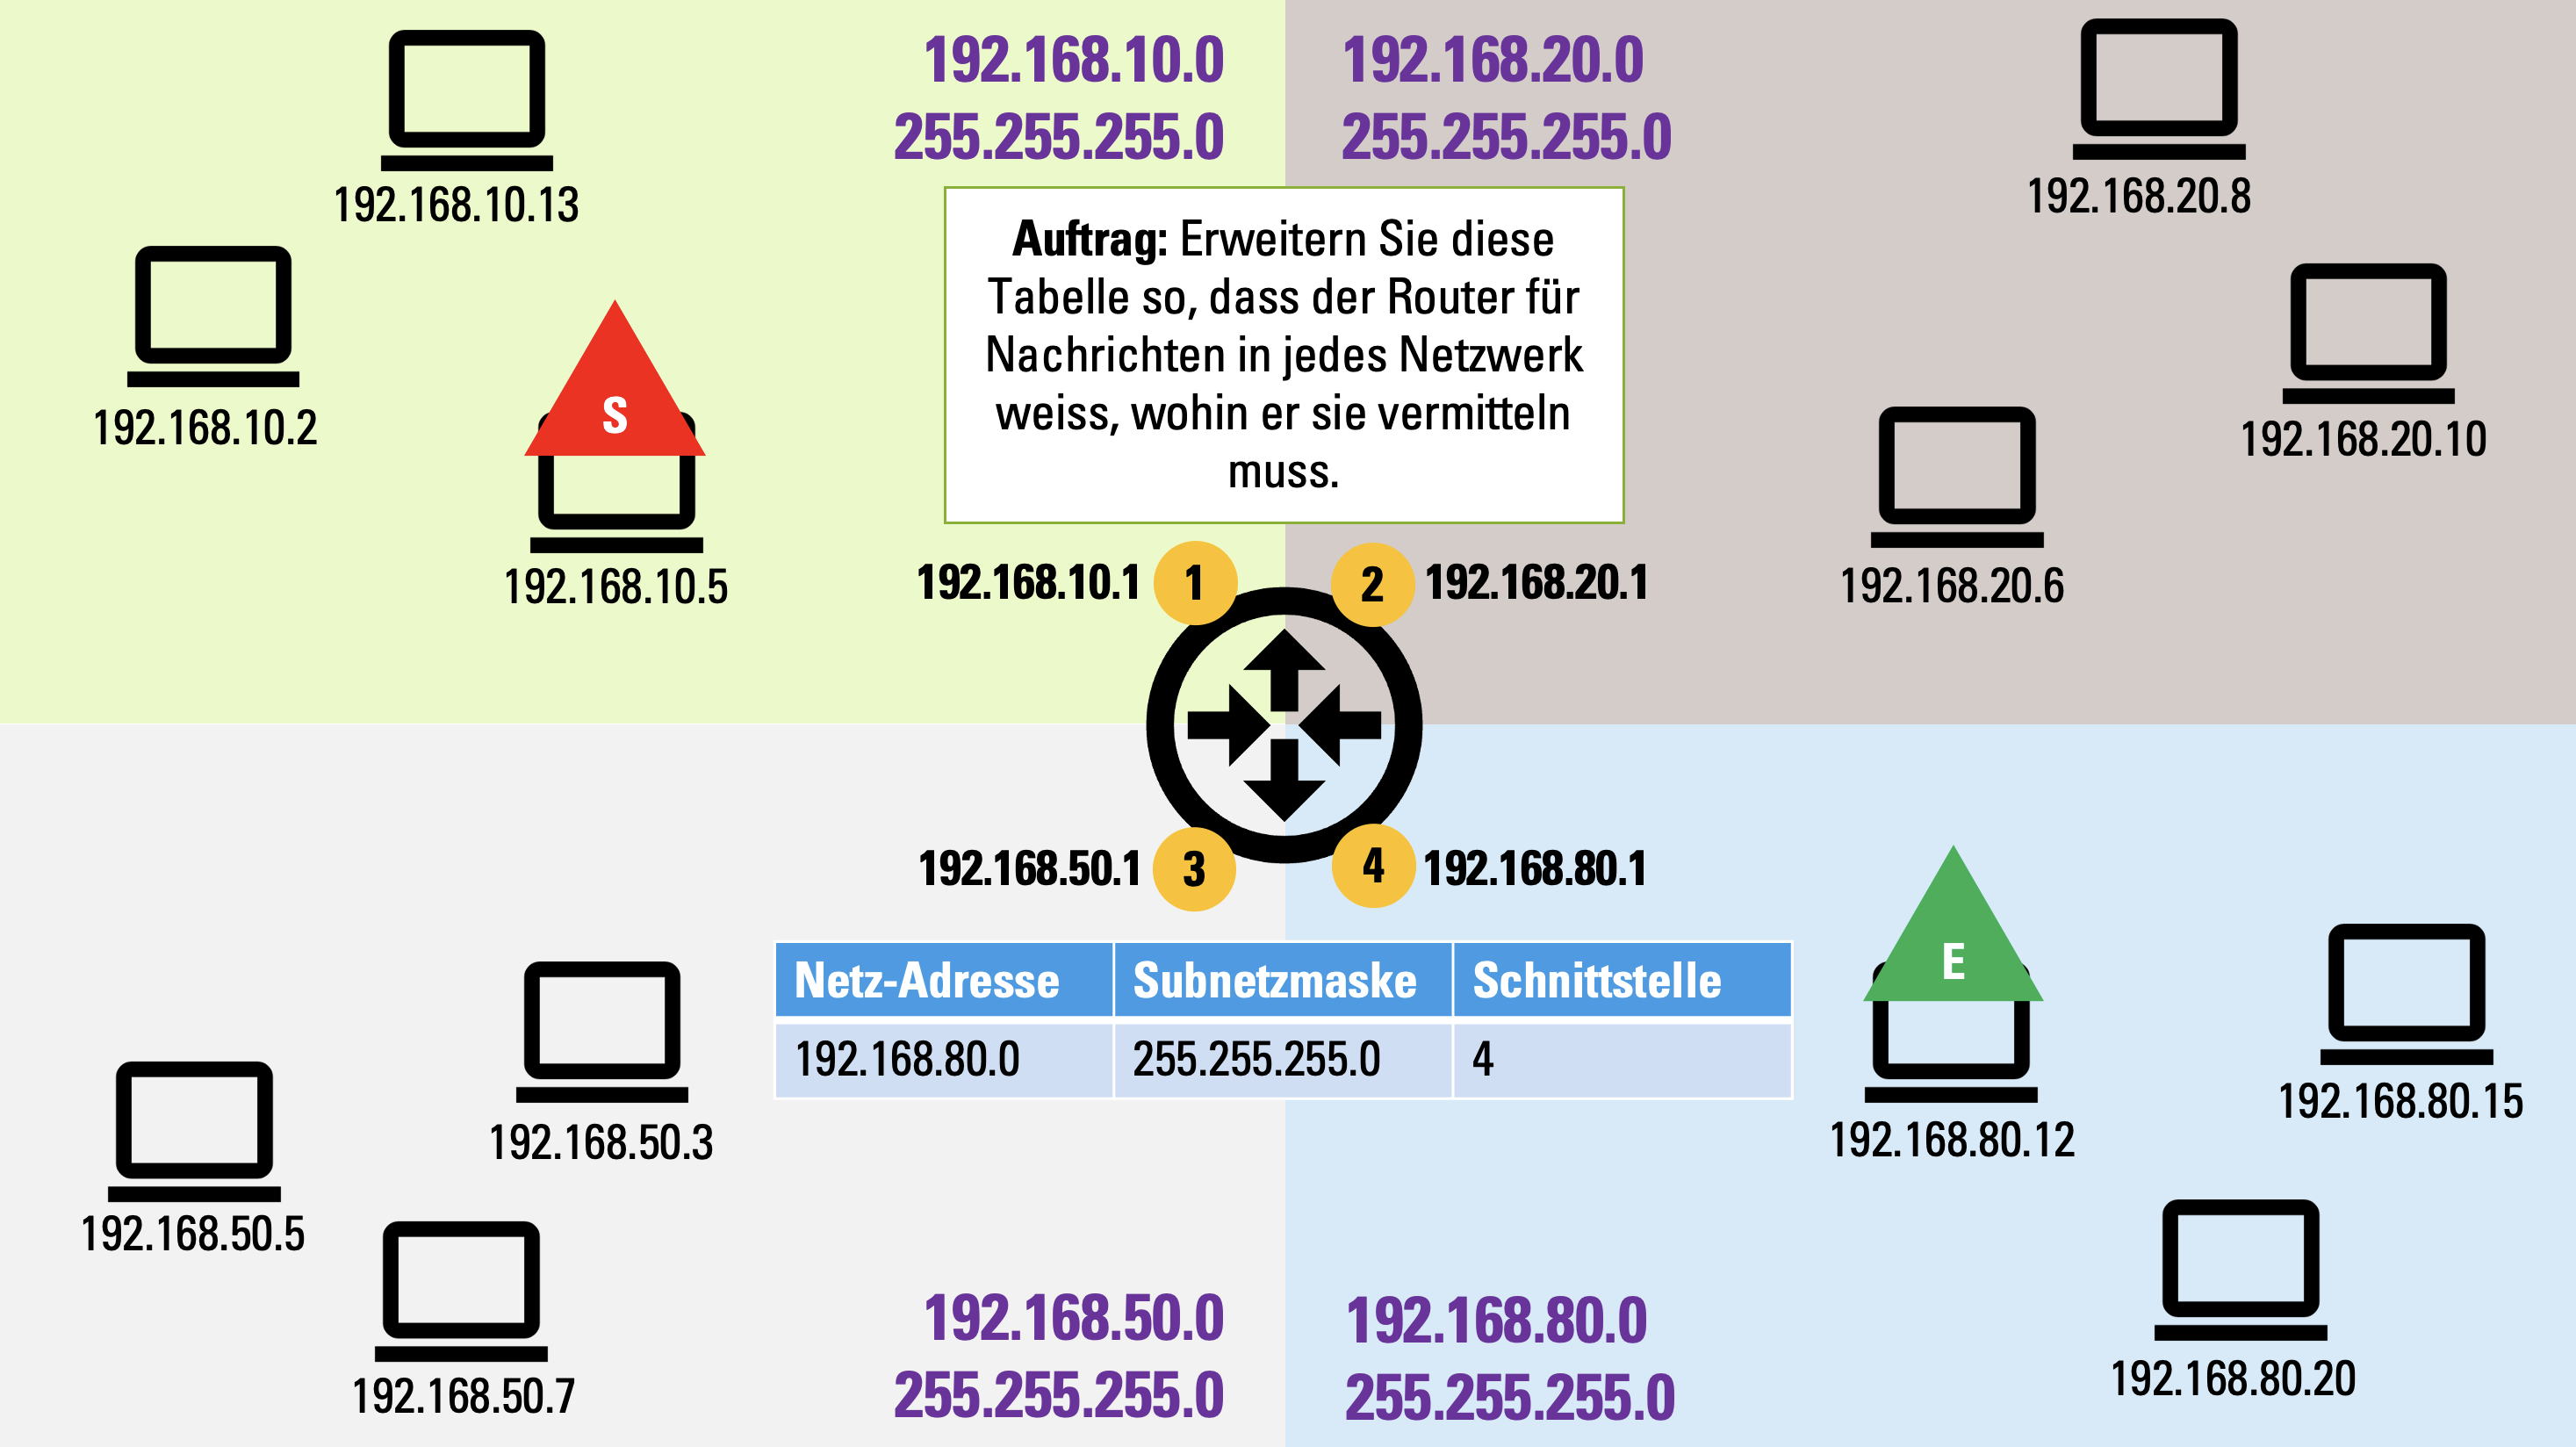 192.168.10.0
255.255.255.0
192.168.20.0
255.255.255.0
192.168.10.13
192.168.10.2
S
192.168.10.5
192.168.20.8
192.168.20.10
192.168.20.6
Auftrag: Erweitern Sie diese
Tabelle so, dass der Router für
Nachrichten in jedes Netzwerk
weiss, wohin er sie vermitteln
muss.
192.168.10.1 1
2 192.168.20.1
192.168.50.1 3
4 192.168.80.1
Netz-Adresse Subnetzmaske Schnittstelle
192.168.80.0 255.255.255.0 4
192.168.50.3
192.168.50.5
192.168.50.7
E
192.168.80.12
192.168.80.15
192.168.80.20
192.168.50.0
255.255.255.0
192.168.80.0
255.255.255.0